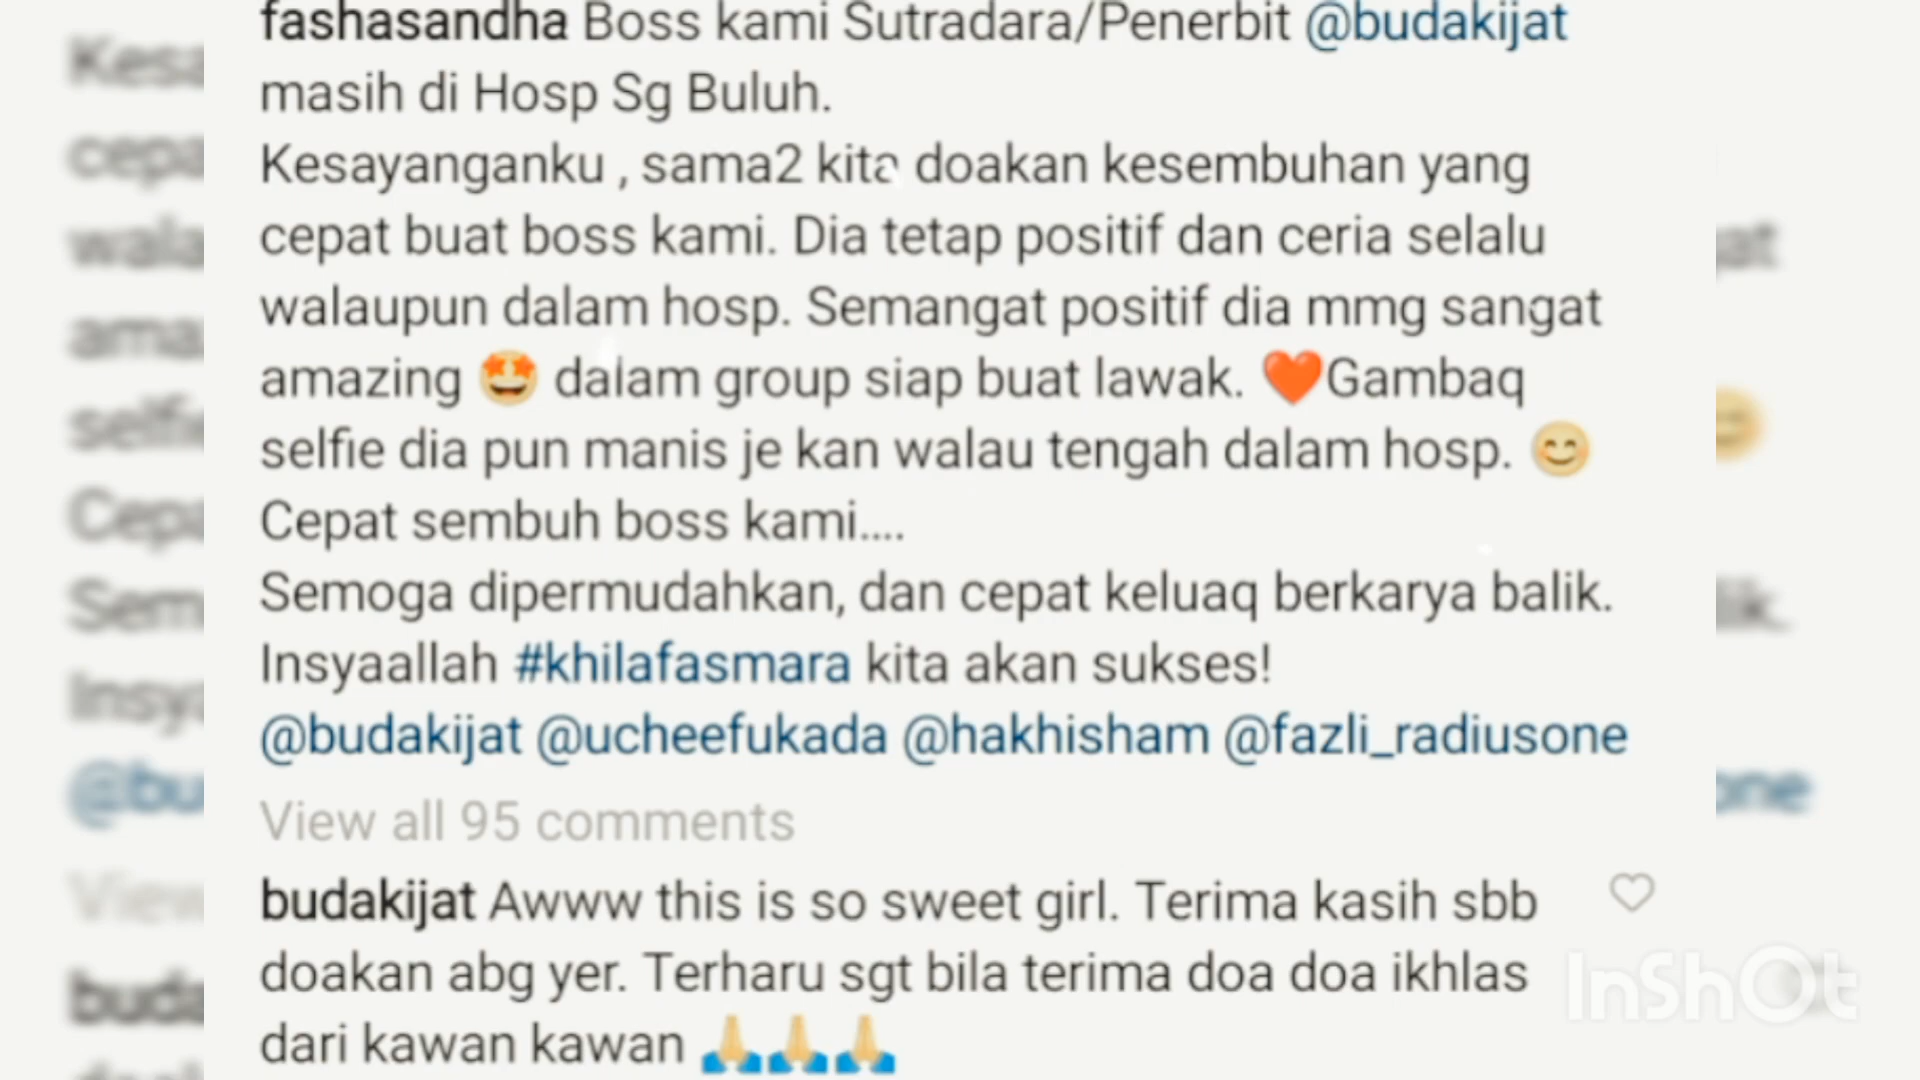 fashasandha Boss kami Sutradara/Penerbit @budakijat
masih di Hosp Sg Buluh.
Kesayanganku , sama2 kita doakan kesembuhan yang
cepat buat boss kami. Dia tetap positif dan ceria selalu
walaupun dalam hosp. Semangat positif dia mmg sangat
amazing 🤩 dalam group siap buat lawak. ❤️Gambaq
selfie dia pun manis je kan walau tengah dalam hosp. 😊
Cepat sembuh boss kami....
Semoga dipermudahkan, dan cepat keluaq berkarya balik.
Insyaallah #khilafasmara kita akan sukses!
@budakijat @ucheefukada @hakhisham @fazli_radiusone
View all 95 comments
budakijat Awww this is so sweet girl. Terima kasih sbb
doakan abg yer. Terharu sgt bila terima doa doa ikhlas
dari kawan kawan 🙏🏼🙏🏼🙏🏼
InShOt